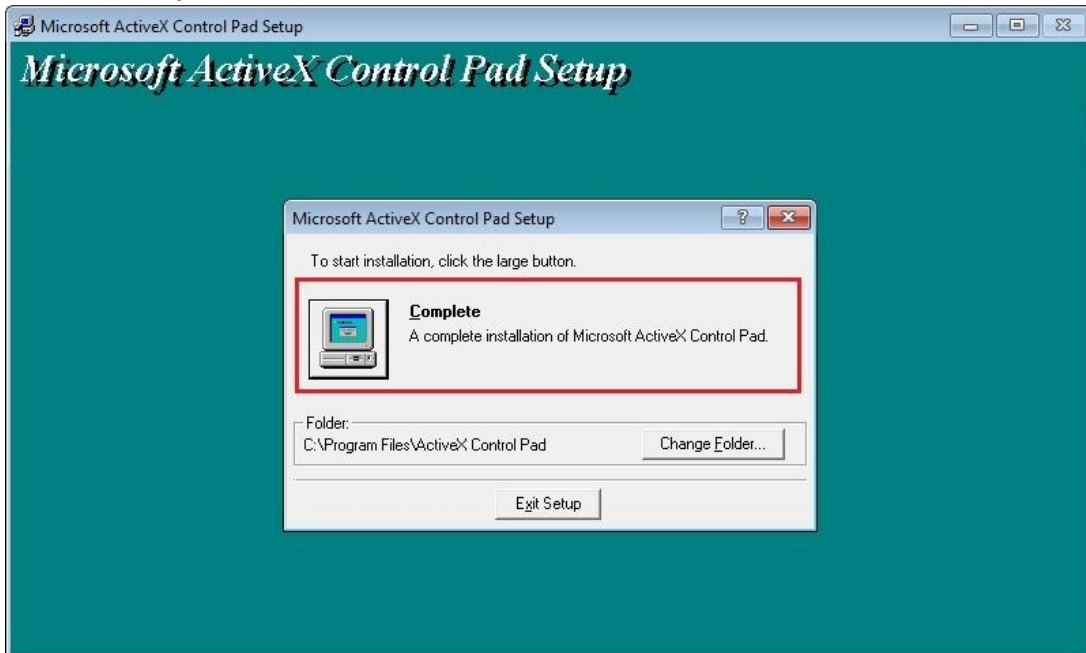 Microsoft ActiveX Control Pad Setup
Microsoft ActiveX Control Pad Setup
Microsoft ActiveX Control Pad Setup
To start installation, click the large button.
Complete
A complete installation of Microsoft ActiveX Control Pad.
Folder:
C:\Program Files\ActiveX Control Pad
Change Folder...
Exit Setup